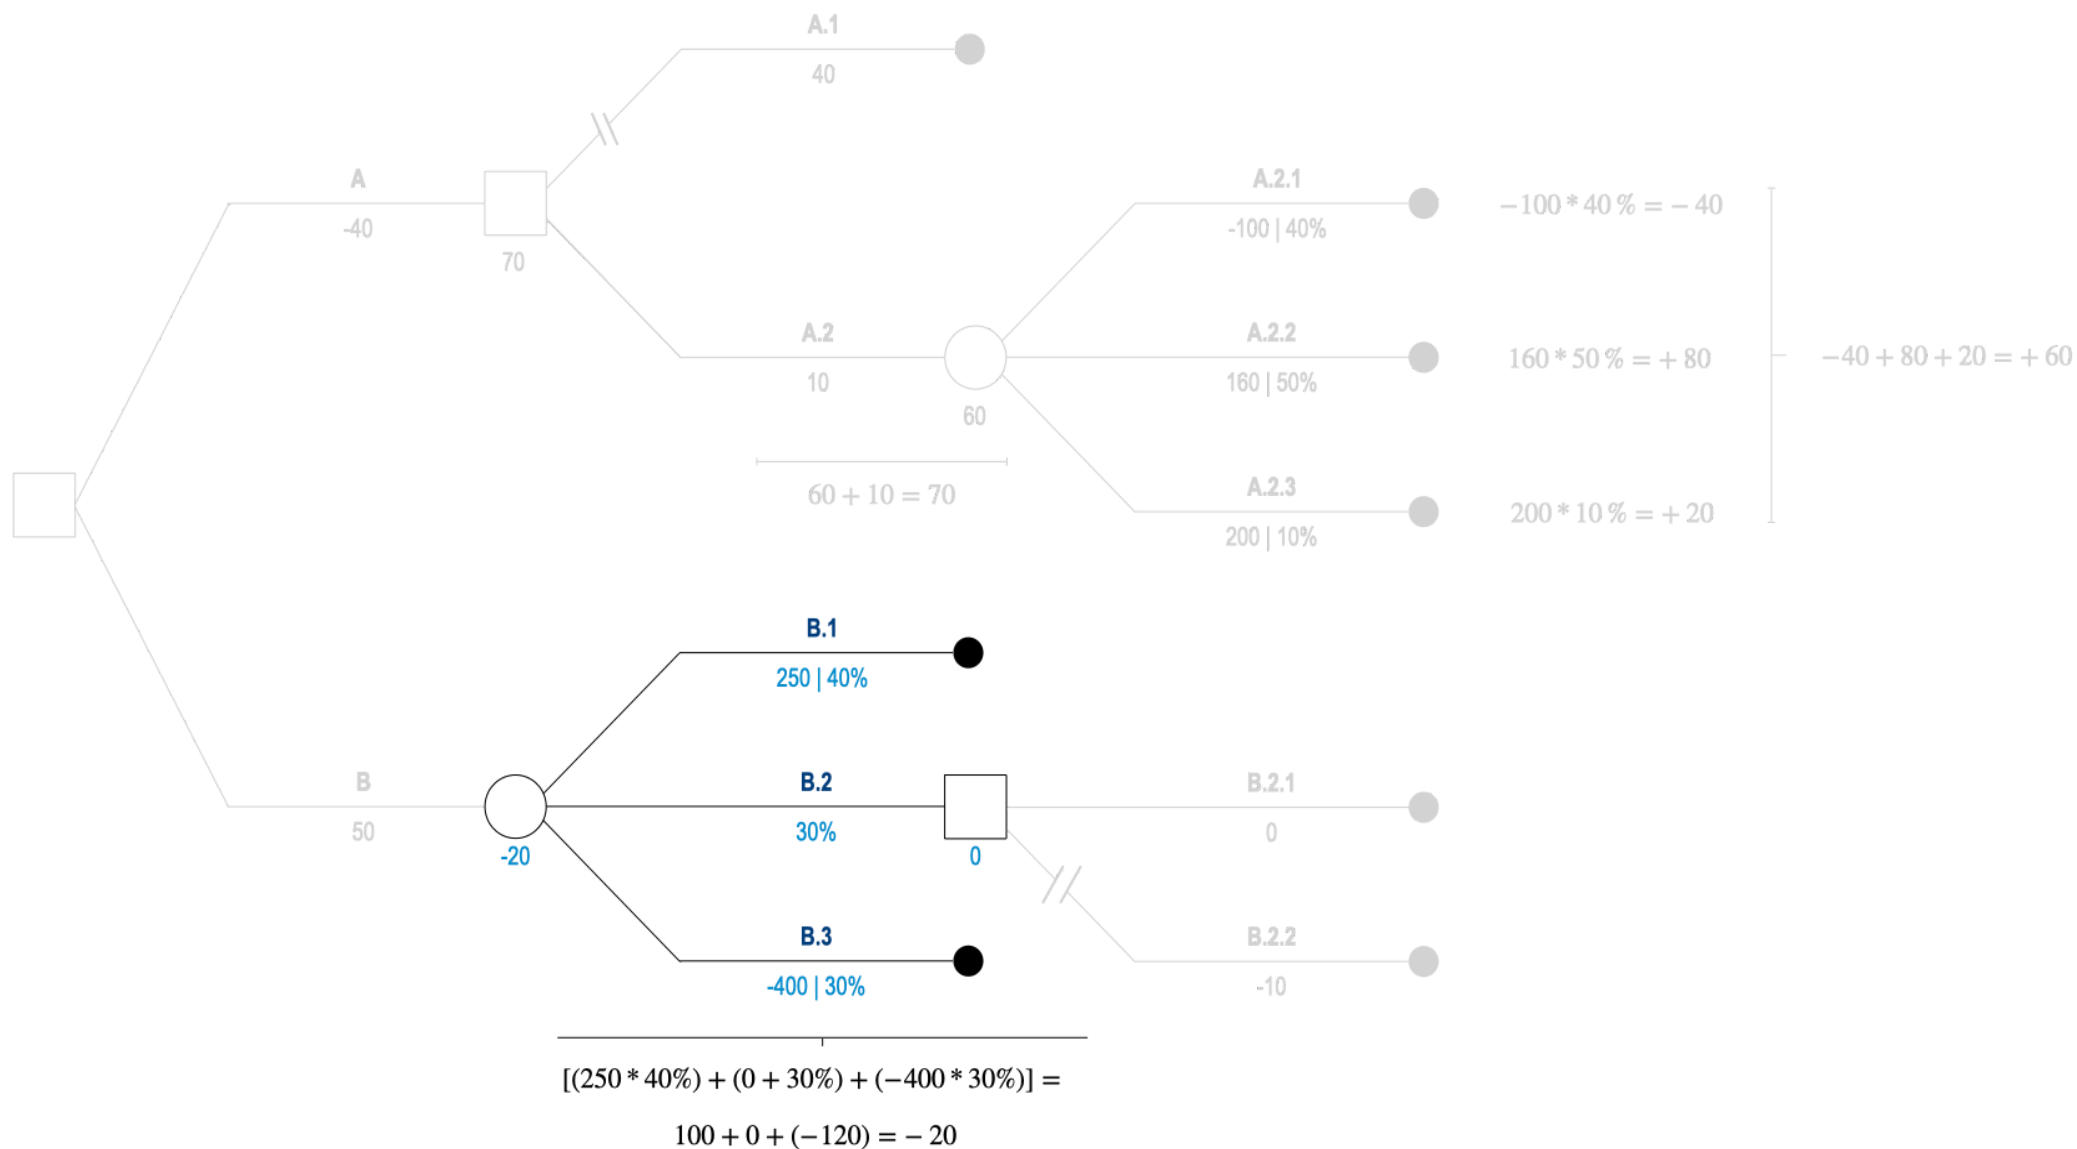 A.1
40
A
-40
70
A.2.1
-100 | 40%
−100 * 40 % = − 40
A.2
10
60
A.2.2
160 | 50%
160 * 50 % = + 80
−40 + 80 + 20 = + 60
60 + 10 = 70
A.2.3
200 | 10%
200 * 10 % = + 20
B.1
250 | 40%
B
50
-20
B.2
30%
0
B.2.1
0
B.3
-400 | 30%
B.2.2
-10
[(250 * 40%) + (0 + 30%) + (−400 * 30%)] =
100 + 0 + (−120) = − 20